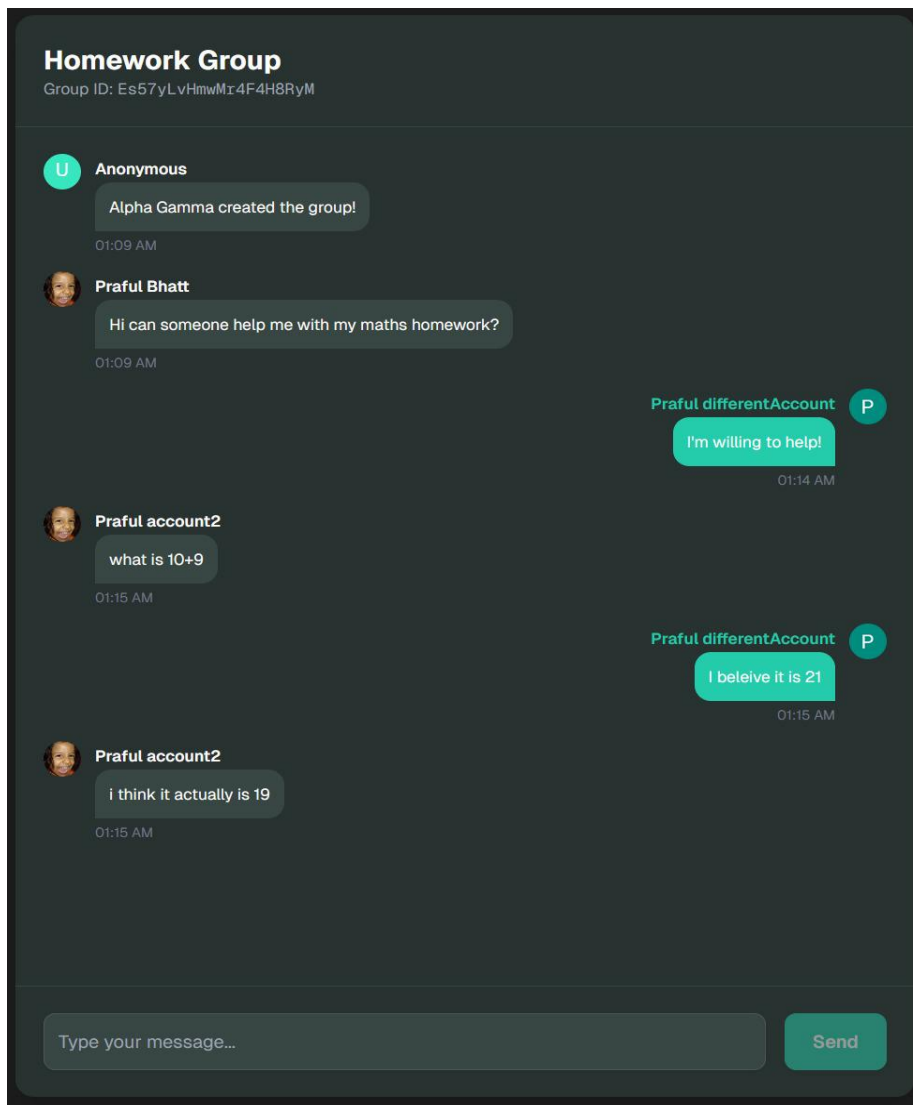 Homework Group
Group ID: Es57yLvHmwMr4F4H8RyM
U
Anonymous
Alpha Gamma created the group!
01:09 AM
Praful Bhatt
Hi can someone help me with my maths homework?
01:09 AM
Praful differentAccount
P
I'm willing to help!
01:14 AM
Praful account2
what is 10+9
01:15 AM
Praful differentAccount
P
I beleive it is 21
01:15 AM
Praful account2
i think it actually is 19
01:15 AM
Type your message...
Send